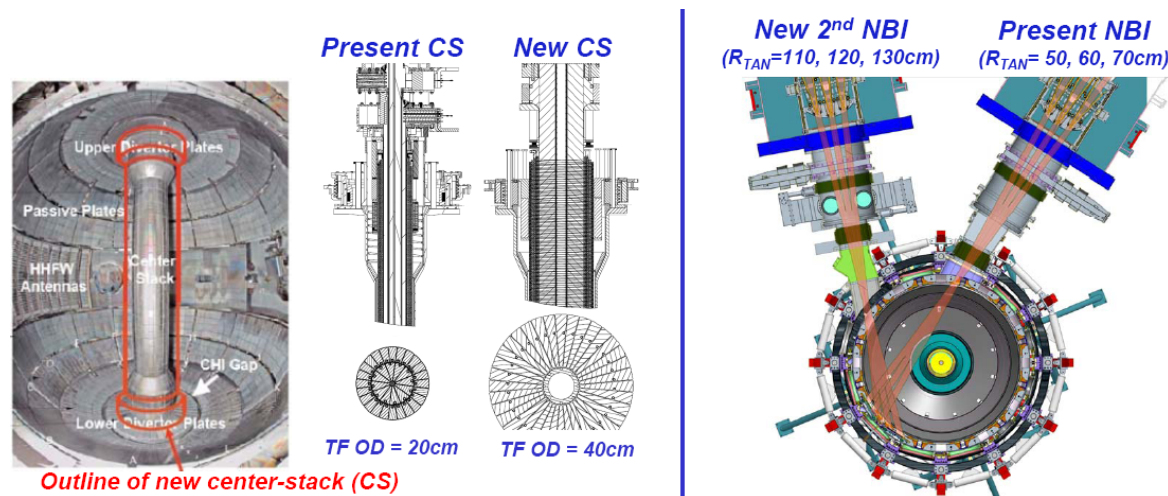 Present CS
New CS
Upper Divertor Plates
Passive Plates
HHFW
Antennas
Center
Stack
CHI Gap
Lower Divertor Plates
Outline of new center-stack (CS)
TF OD = 20cm
TF OD = 40cm
New 2nd NBI
(RTAN=110, 120, 130cm)
Present NBI
(RTAN= 50, 60, 70cm)